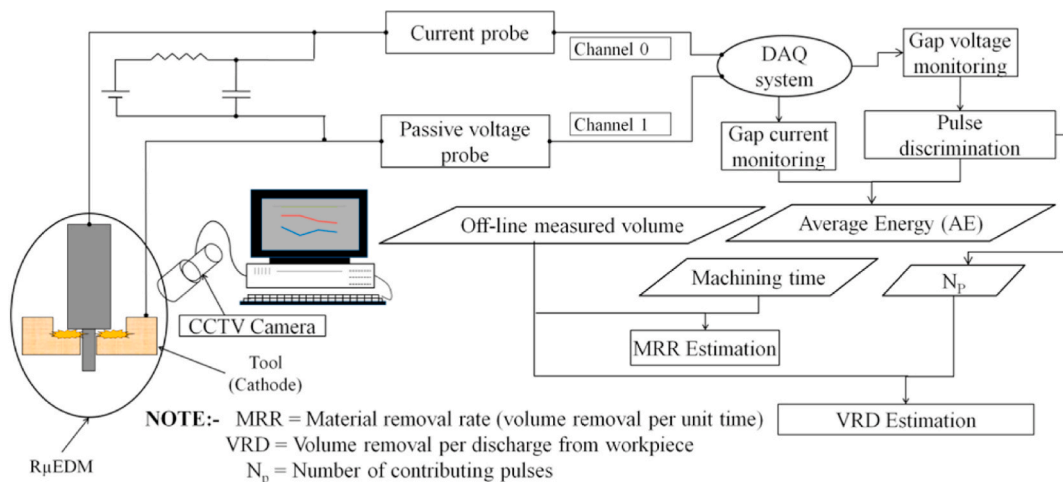 Current probe
Channel 0
DAQ
system
Gap voltage
monitoring
Passive voltage
probe
Channel 1
Gap current
monitoring
Pulse
discrimination
Off-line measured volume
Average Energy (AE)
Machining time
NP
CCTV Camera
MRR Estimation
Tool
(Cathode)
VRD Estimation
RμEDM
NOTE:- MRR = Material removal rate (volume removal per unit time)
VRD = Volume removal per discharge from workpiece
Np = Number of contributing pulses